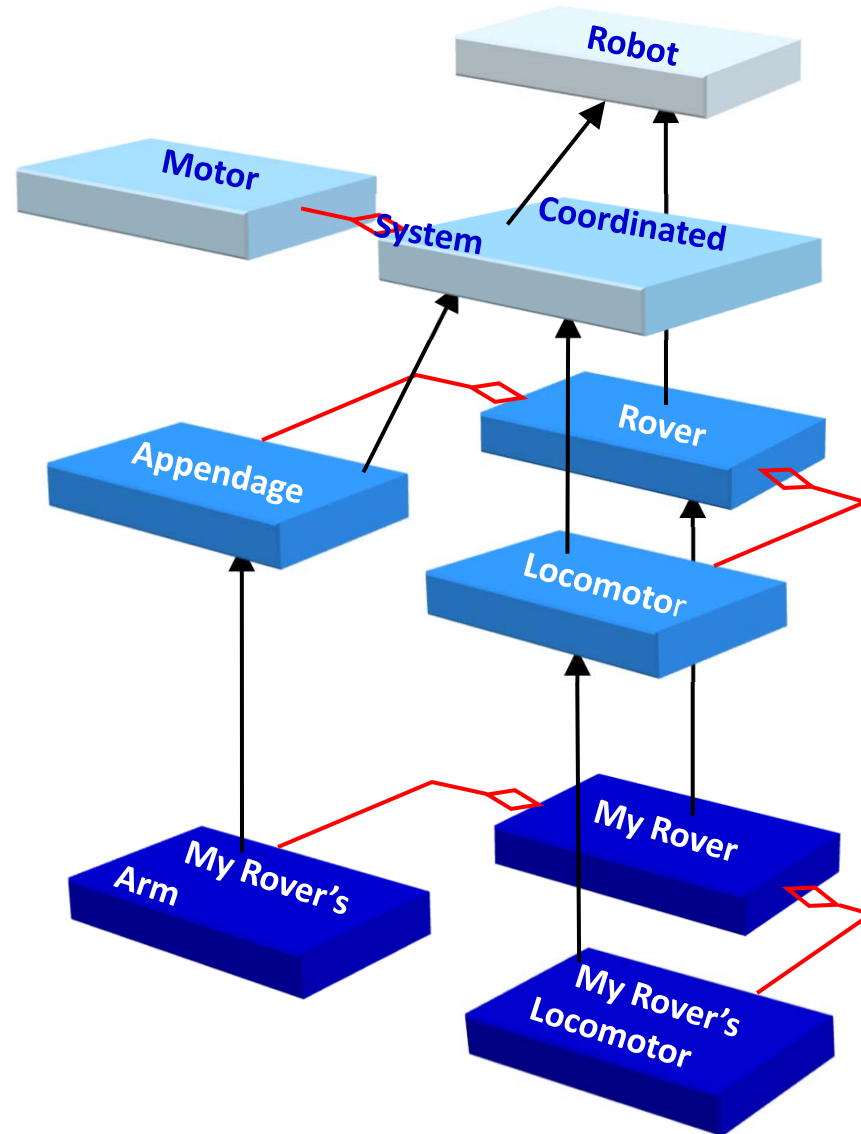 Robot
Motor
Coordinated
System
Rover
Appendage
Locomotor
My Rover
My Rover’s
Arm
My Rover’s
Locomotor